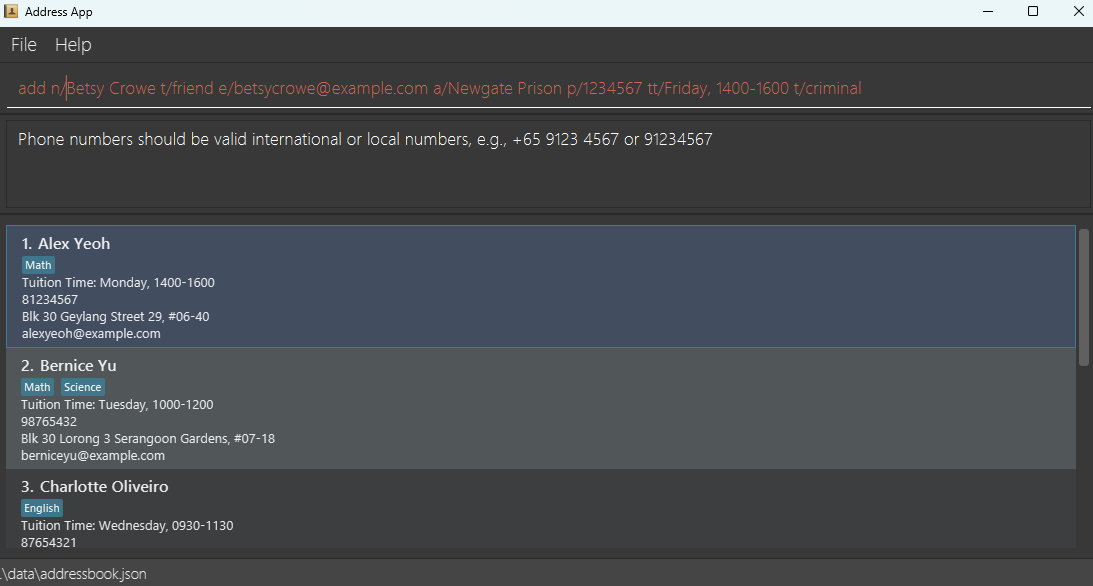 Address App
File Help
add n/Betsy Crowe t/friend e/betsycrowe@example.com a/Newgate Prison p/1234567 tt/Friday, 1400-1600 t/criminal
Phone numbers should be valid international or local numbers, e.g., +65 9123 4567 or 91234567
1. Alex Yeoh
Math
Tuition Time: Monday, 1400-1600
81234567
Blk 30 Geylang Street 29, #06-40
alexyeoh@example.com
2. Bernice Yu
Math Science
Tuition Time: Tuesday, 1000-1200
98765432
Blk 30 Lorong 3 Serangoon Gardens, #07-18
berniceyu@example.com
3. Charlotte Oliveiro
English
Tuition Time: Wednesday, 0930-1130
87654321
.\data\addressbook.json